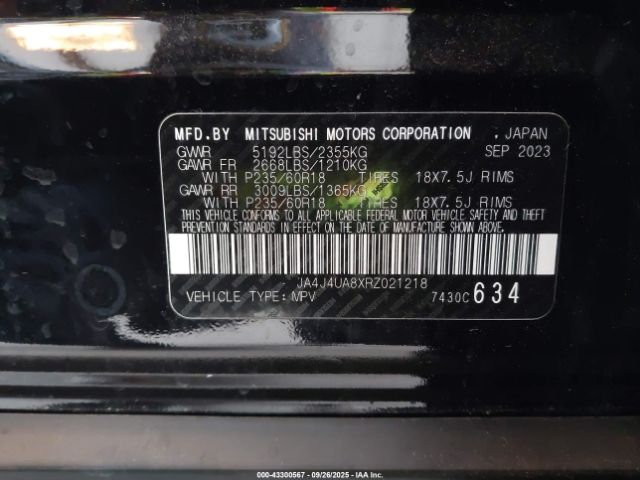 MFD.BY MITSUBISHI MOTORS CORPORATION . JAPAN
GVWR 5192LBS/2355KG SEP 2023
GAWR FR 2668LBS/1210KG
WITH P235/60R18 TIRES 18X7.5J RIMS
GAWR RR 3009LBS/1365KG
WITH P235/60R18 TIRES 18X7.5J RIMS
THIS VEHICLE CONFORMS TO ALL APPLICABLE FEDERAL MOTOR VEHICLE SAFETY AND THEFT
PREVENTION STANDARDS IN EFFECT ON THE DATE OF MANUFACTURE SHOWN ABOVE.
JA4J4UA8XRZ021218
VEHICLE TYPE: MPV 7430C 634
000-43300567 - 09/26/2025 - IAAI.com